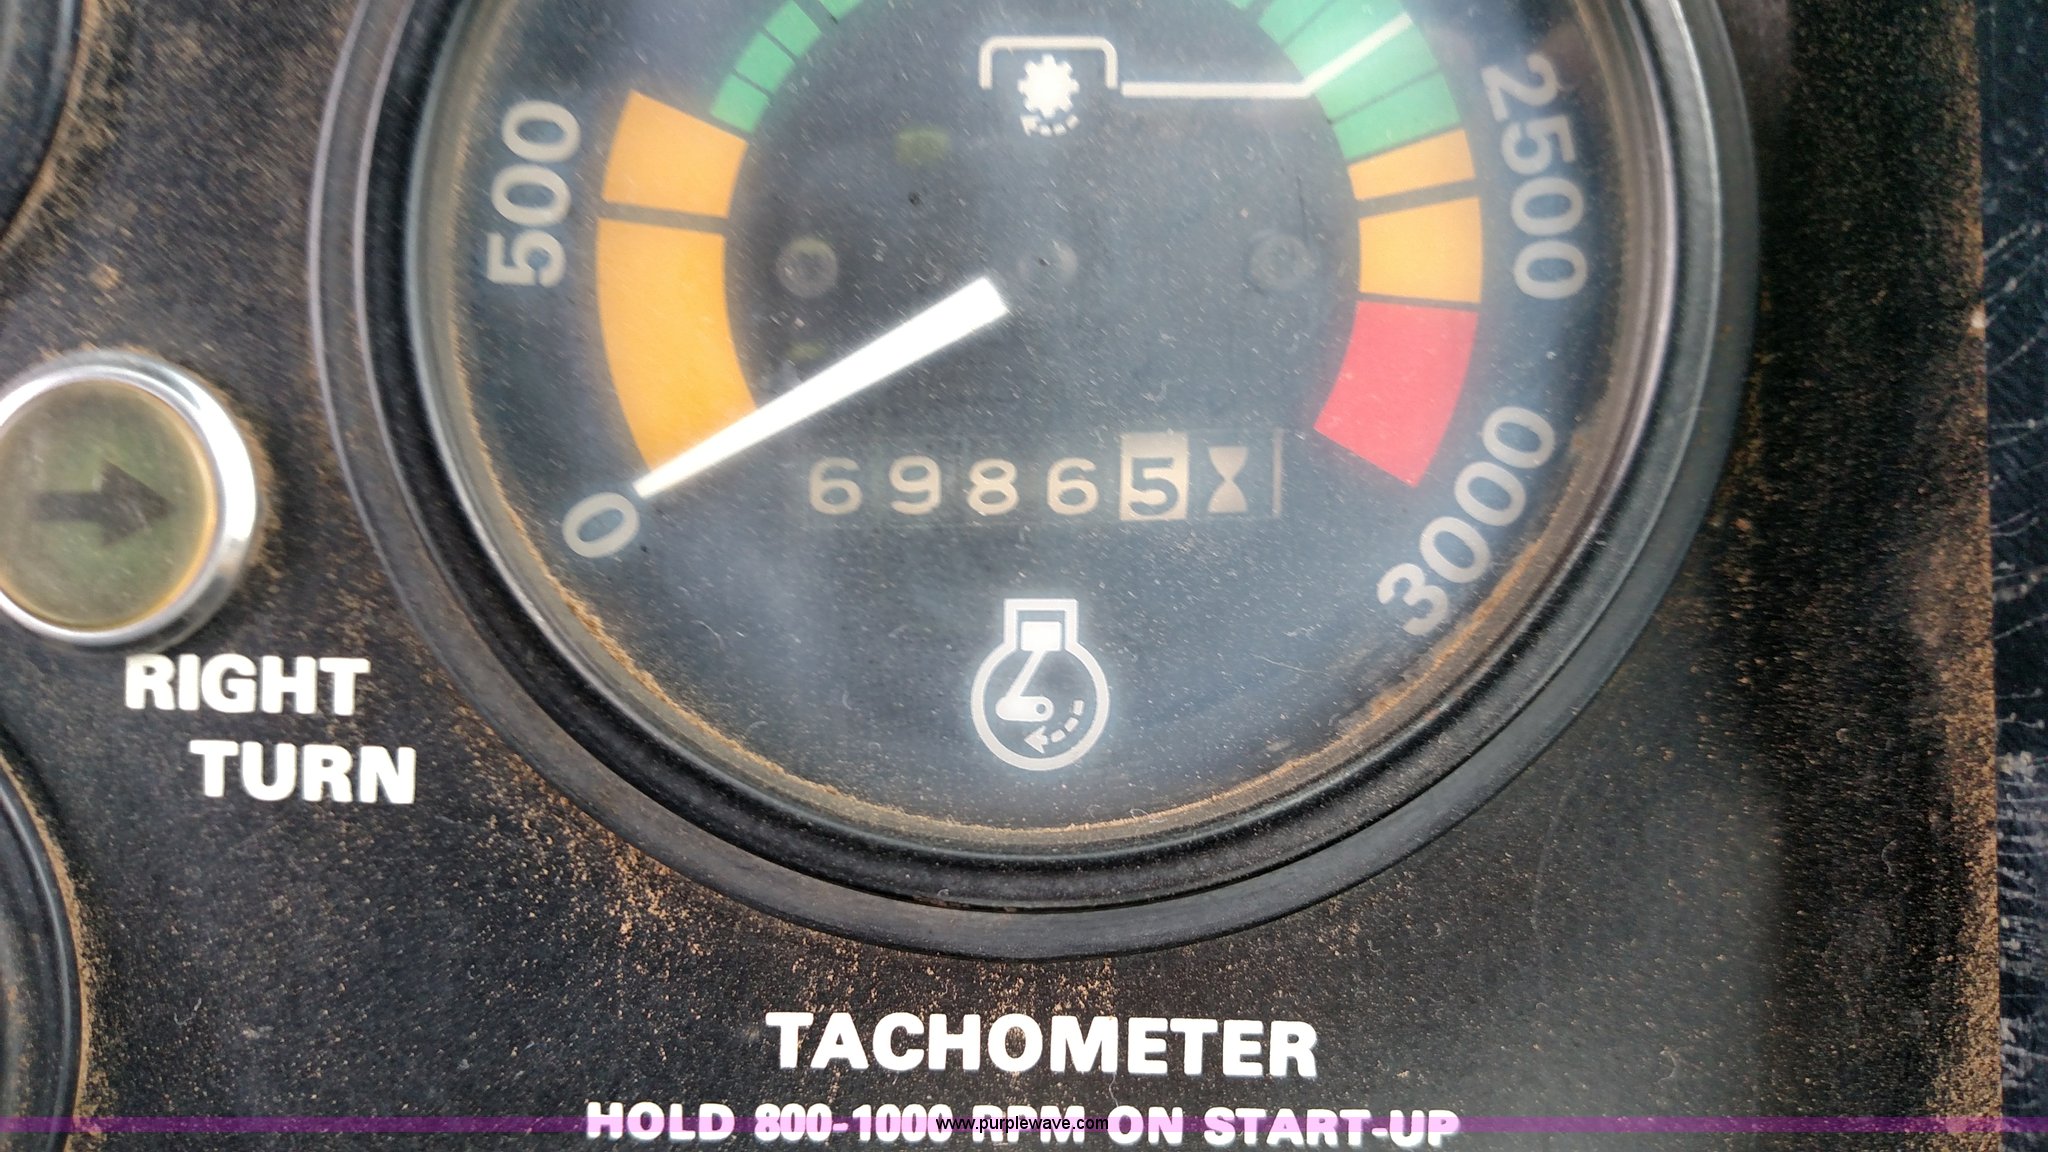 500
2500
0
69865
3000
RIGHT
TURN
TACHOMETER
HOLD 800-1000 RPM ON START-UP
www.purplewave.com